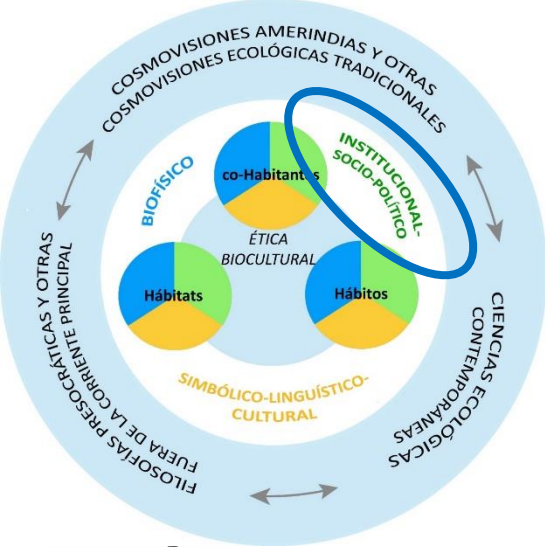 COSMOVISIONES AMERINDIAS Y OTRAS
COSMOVISIONES ECOLÓGICAS TRADICIONALES
INSTITUCIONAL-
SOCIO-POLÍTICO
BIOFÍSICO
co-Habitantes
ÉTICA
BIOCULTURAL
Hábitats
Hábitos
SIMBÓLICO-LINGUÍSTICO-
CULTURAL
FILOSOFÍAS PRESOCRÁTICAS Y OTRAS
FUERA DE LA CORRIENTE PRINCIPAL
CIENCIAS ECOLÓGICAS
CONTEMPORÁNEAS